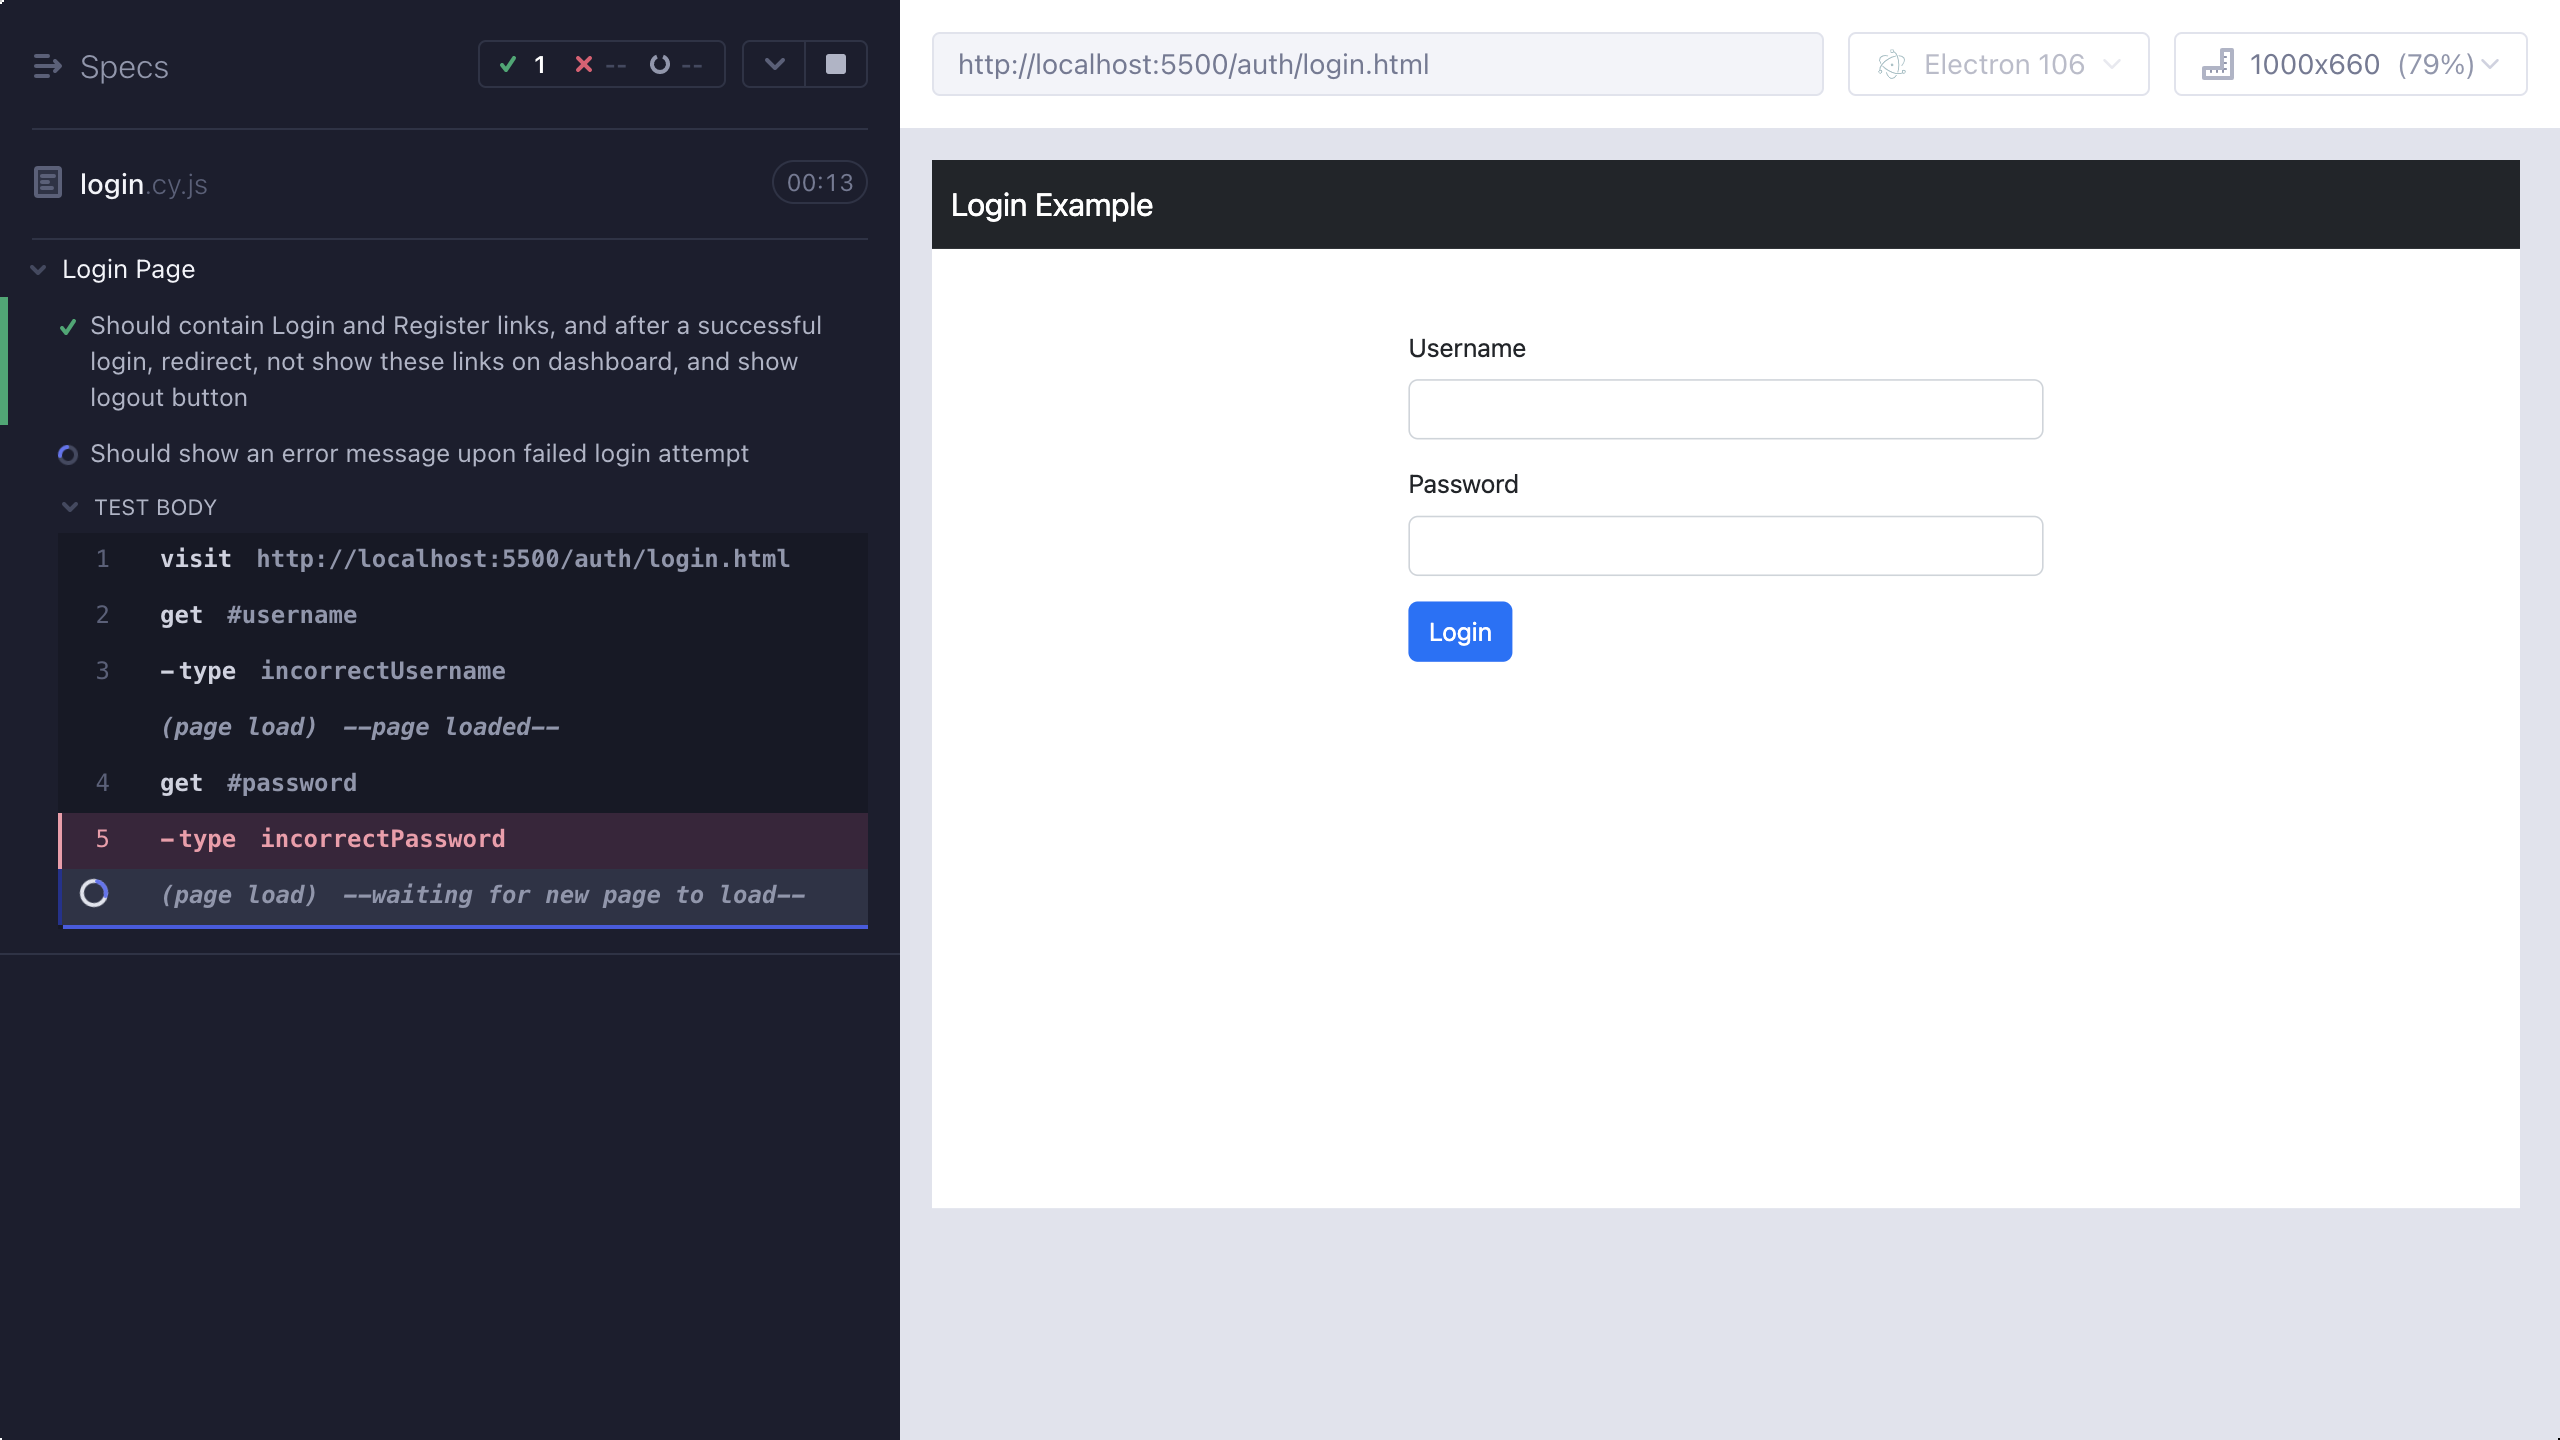 Specs
1 -- --
login.cy.js 00:13
Login Page
Should contain Login and Register links, and after a successful
login, redirect, not show these links on dashboard, and show
logout button
Should show an error message upon failed login attempt
TEST BODY
1 visit http://localhost:5500/auth/login.html
2 get #username
3 -type incorrectUsername
(page load) --page loaded--
4 get #password
5 -type incorrectPassword
(page load) --waiting for new page to load--
http://localhost:5500/auth/login.html
Electron 106
1000x660 (79%)
Login Example
Username
Password
Login